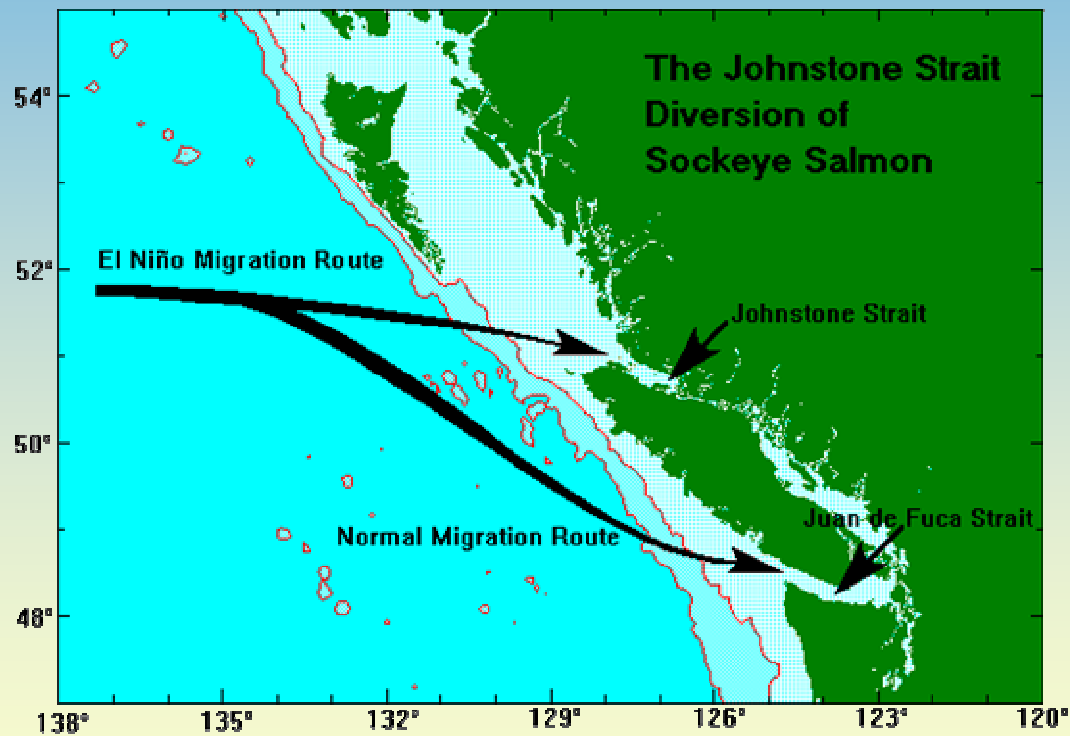 The Johnstone Strait
Diversion of
Sockeye Salmon
54°
El Niño Migration Route
52°
Johnstone Strait
50°
Juan de Fuca Strait
Normal Migration Route
48°
138°
135°
132°
129°
126°
123°
120°